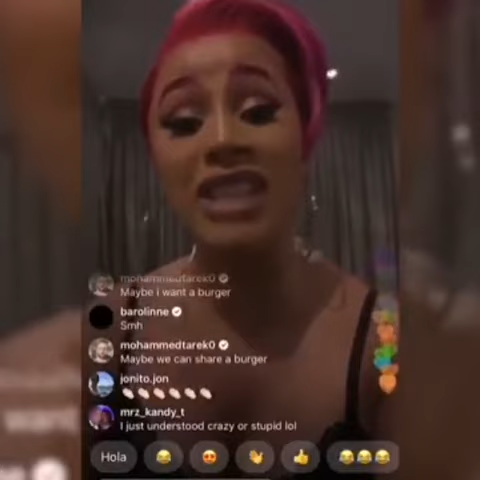 mohammedtarek0
Maybe i want a burger
barolinne
Smh
mohammedtarek0
Maybe we can share a burger
jonito.jon
👏🏻👏🏻👏🏻👏🏻👏🏻👏🏻
mrz_kandy_t
I just understood crazy or stupid lol
Hola 😂 😍 👋 👍 😂😂😂